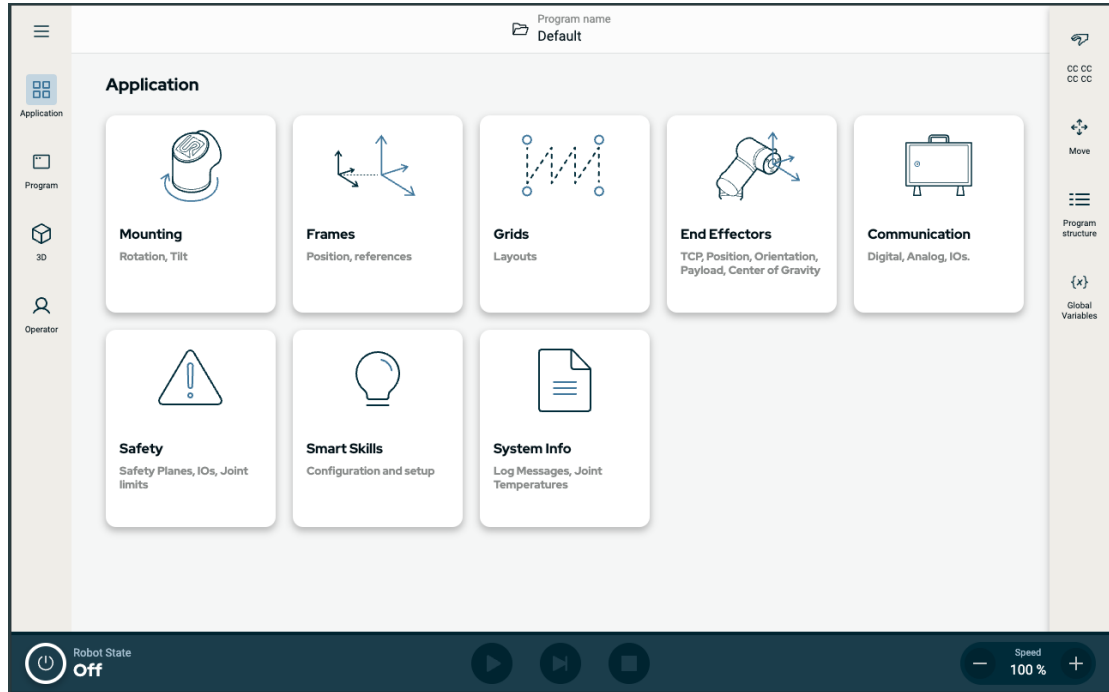 Program name
Default
Application
Program
3D
Operator
Application
Mounting
Rotation, Tilt
Frames
Position, references
Grids
Layouts
End Effectors
TCP, Position, Orientation,
Payload, Center of Gravity
Communication
Digital, Analog, IOs.
Safety
Safety Planes, IOs, Joint
limits
Smart Skills
Configuration and setup
System Info
Log Messages, Joint
Temperatures
CC CC
CC CC
Move
Program
structure
{x}
Global
Variables
Robot State
Off
Speed
100 %